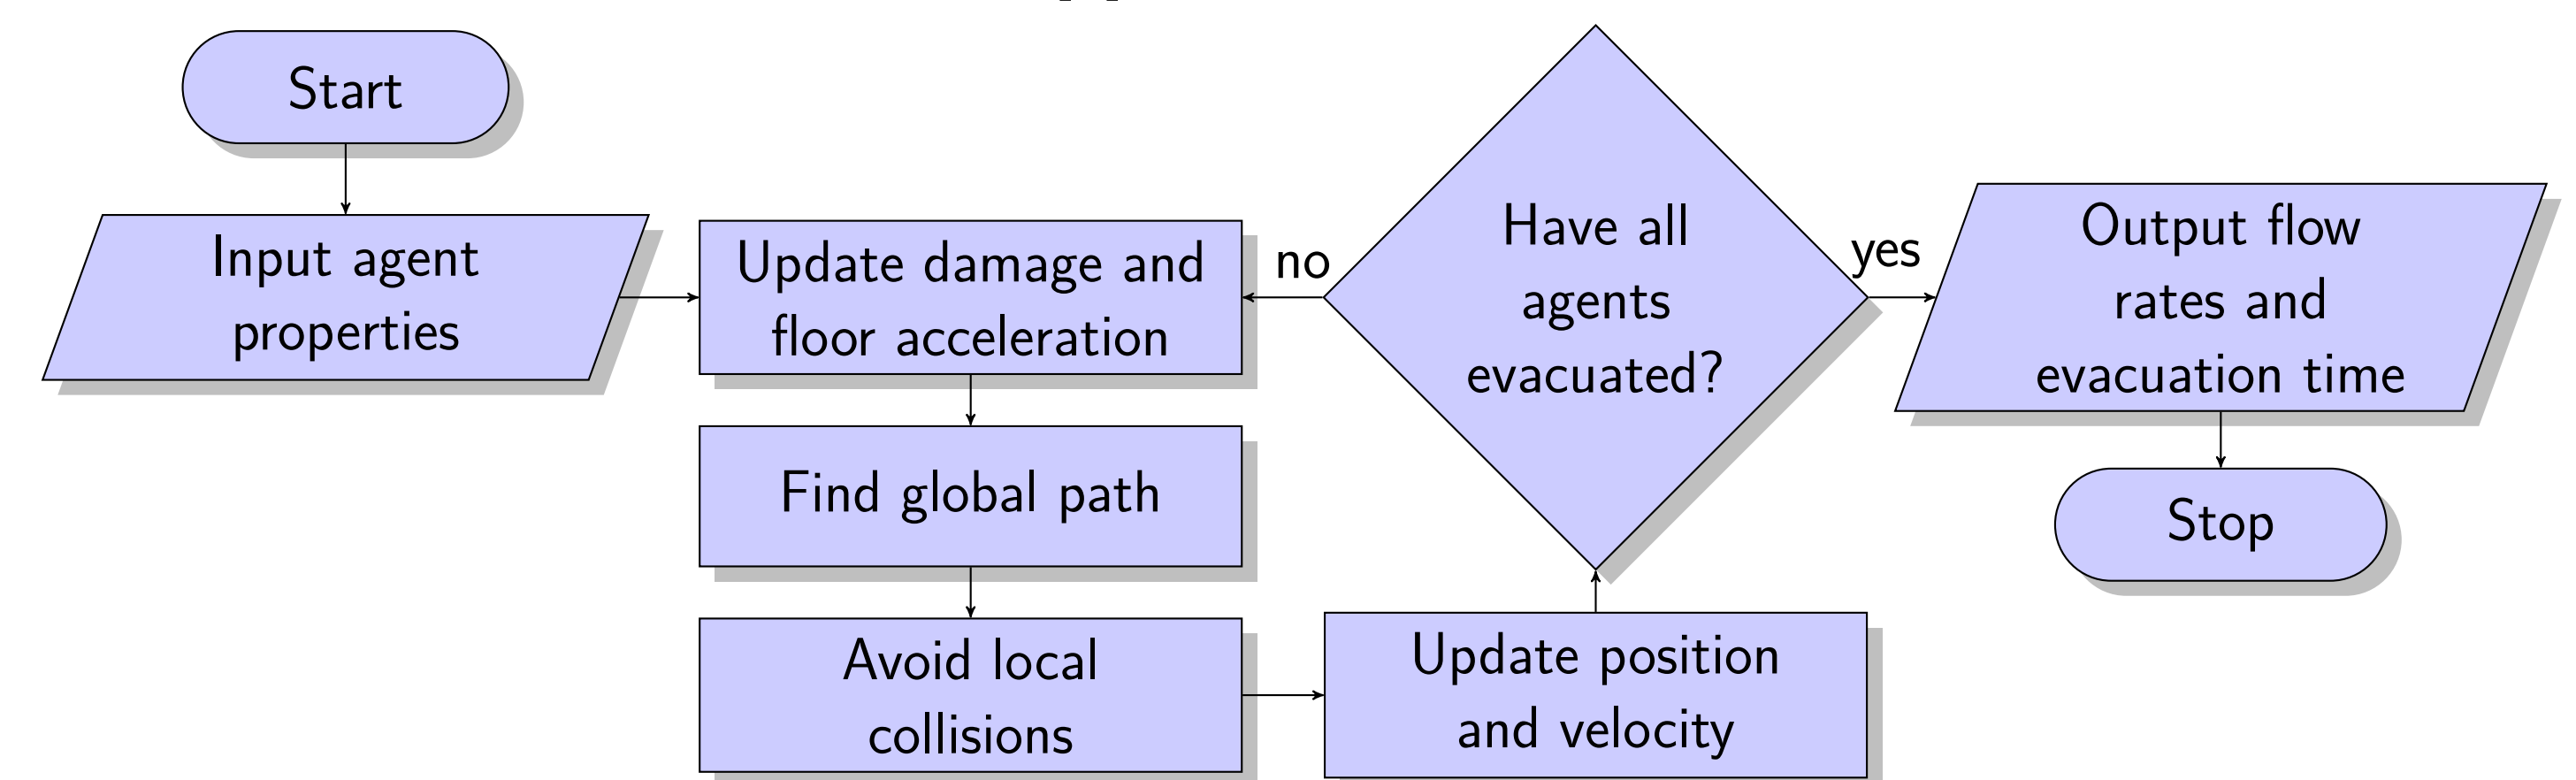 Start
Input agent
properties
Update damage and
floor acceleration
Find global path
Avoid local
collisions
Update position
and velocity
Have all
agents
evacuated?
no
yes
Output flow
rates and
evacuation time
Stop